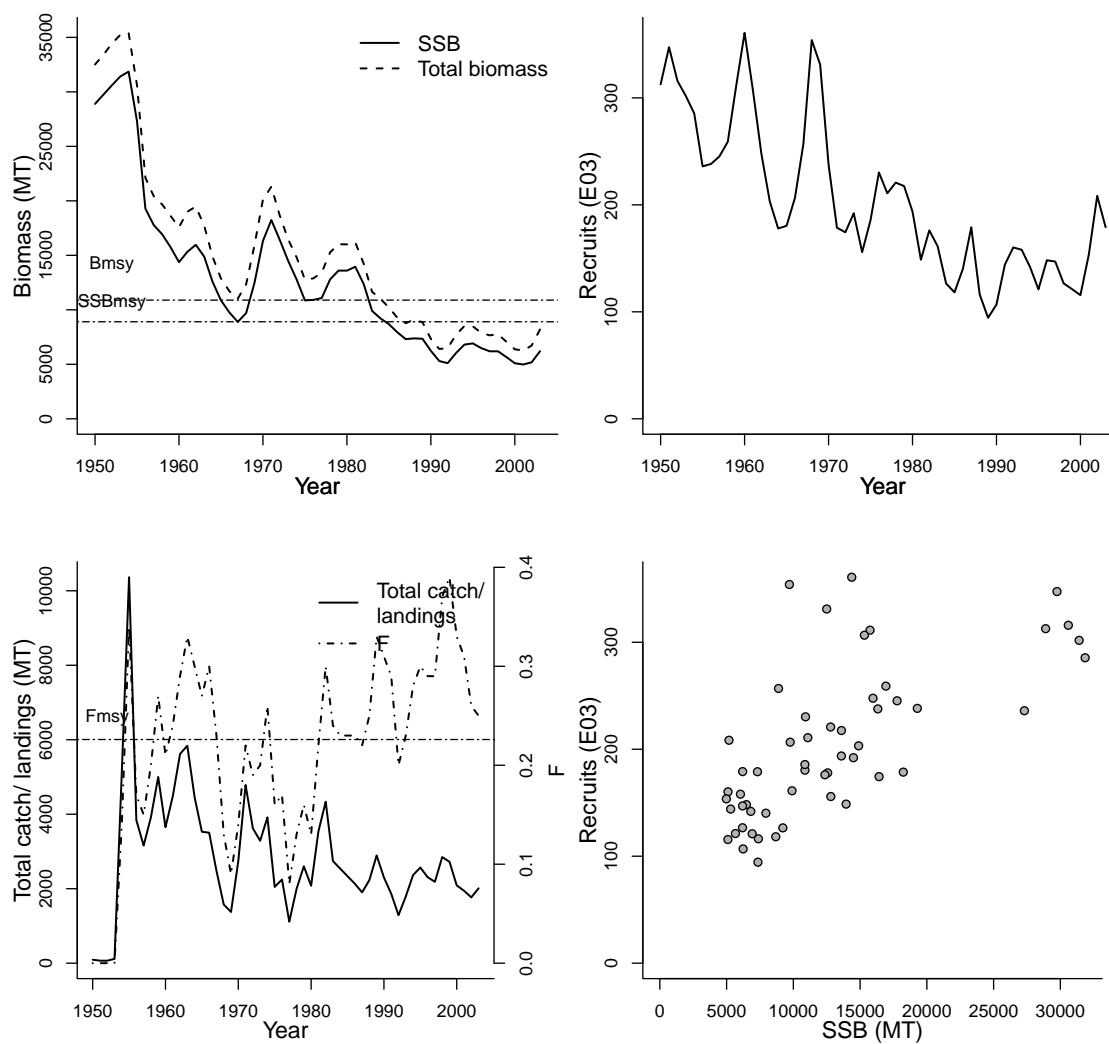 SSB
Total biomass
Bmsy
SSBmsy
Biomass (MT)
0
5000
15000
25000
35000
1950 1960 1970 1980 1990 2000
Year
Recruits (E03)
0
100
200
300
1950 1960 1970 1980 1990 2000
Year
Total catch/
landings
F
Fmsy
Total catch/ landings (MT)
0
2000
4000
6000
8000
10000
0.0
0.1
0.2
0.3
0.4
F
1950 1960 1970 1980 1990 2000
Year
Recruits (E03)
0
100
200
300
0 5000 10000 15000 20000 25000 30000
SSB (MT)